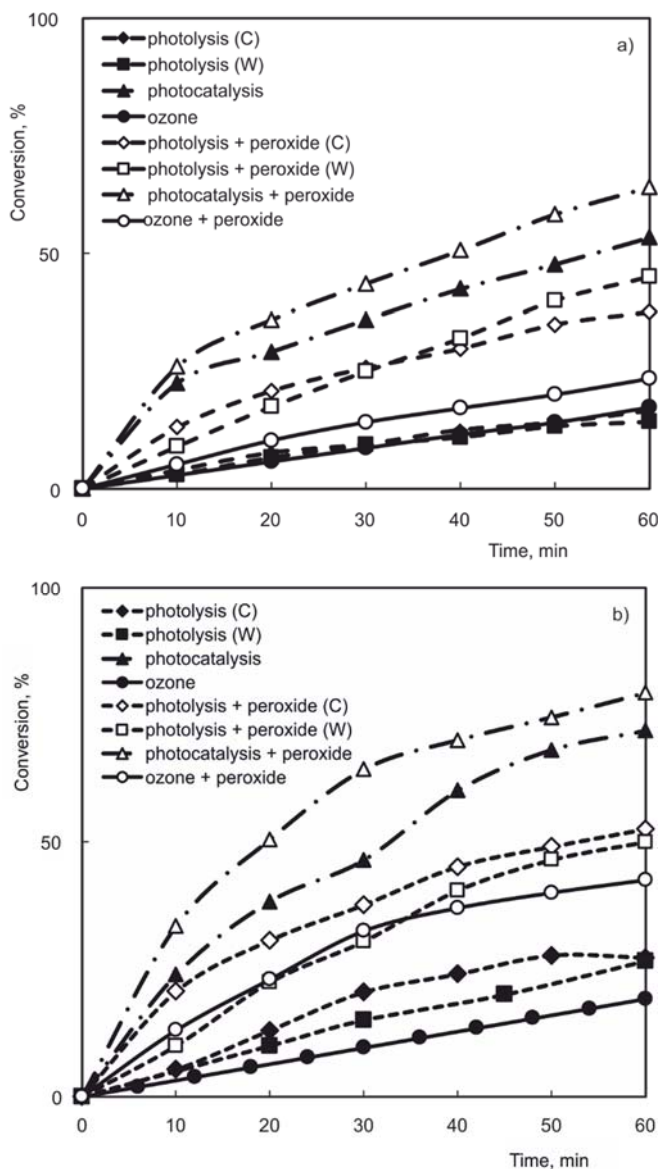 100
a)
photolysis (C)
photolysis (W)
photocatalysis
ozone
photolysis + peroxide (C)
photolysis + peroxide (W)
photocatalysis + peroxide
ozone + peroxide
Conversion, %
50
0
0 10 20 30 40 50 60
Time, min
100
b)
photolysis (C)
photolysis (W)
photocatalysis
ozone
photolysis + peroxide (C)
photolysis + peroxide (W)
photocatalysis + peroxide
ozone + peroxide
Conversion, %
50
0
0 10 20 30 40 50 60
Time, min